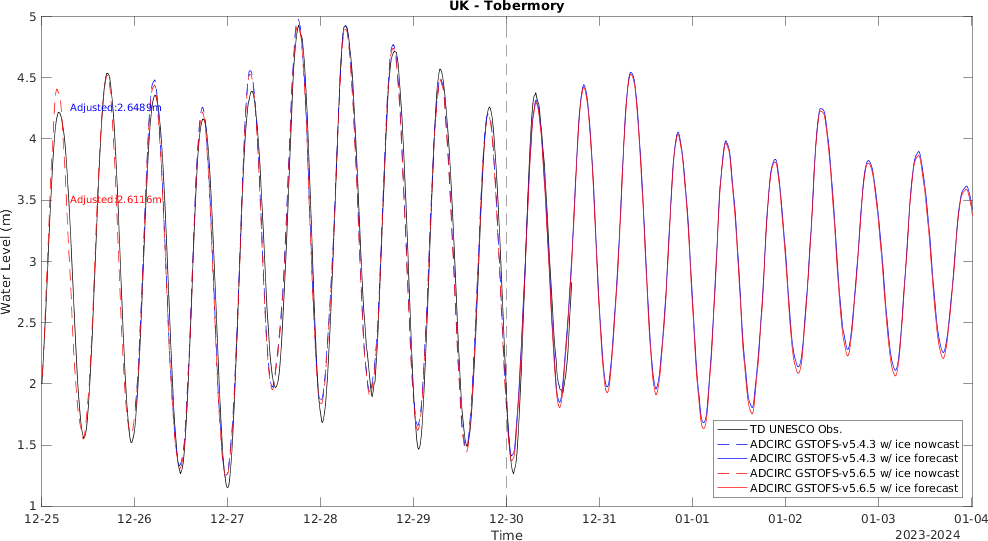 UK - Tobermory
5
4.5
4
3.5
3
2.5
2
1.5
1
Water Level (m)
Adjusted:2.6489m
Adjusted:2.6116m
TD UNESCO Obs.
ADCIRC GSTOFS-v5.4.3 w/ ice nowcast
ADCIRC GSTOFS-v5.4.3 w/ ice forecast
ADCIRC GSTOFS-v5.6.5 w/ ice nowcast
ADCIRC GSTOFS-v5.6.5 w/ ice forecast
12-25 12-26 12-27 12-28 12-29 12-30 12-31 01-01 01-02 01-03 01-04
Time
2023-2024